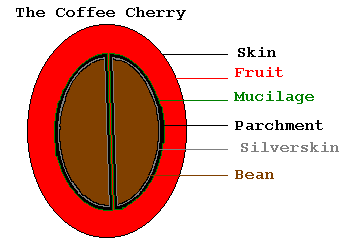 The Coffee Cherry
Skin
Fruit
Mucilage
Parchment
Silverskin
Bean